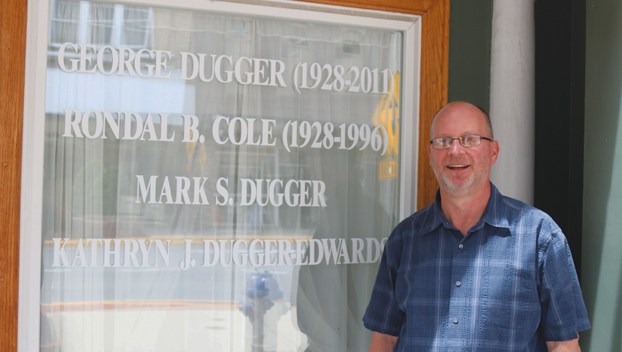 GEORGE DUGGER (1928-2011)
RONDAL B. COLE (1928-1996)
MARK S. DUGGER
KATHRYN J. DUGGER-EDWARDS